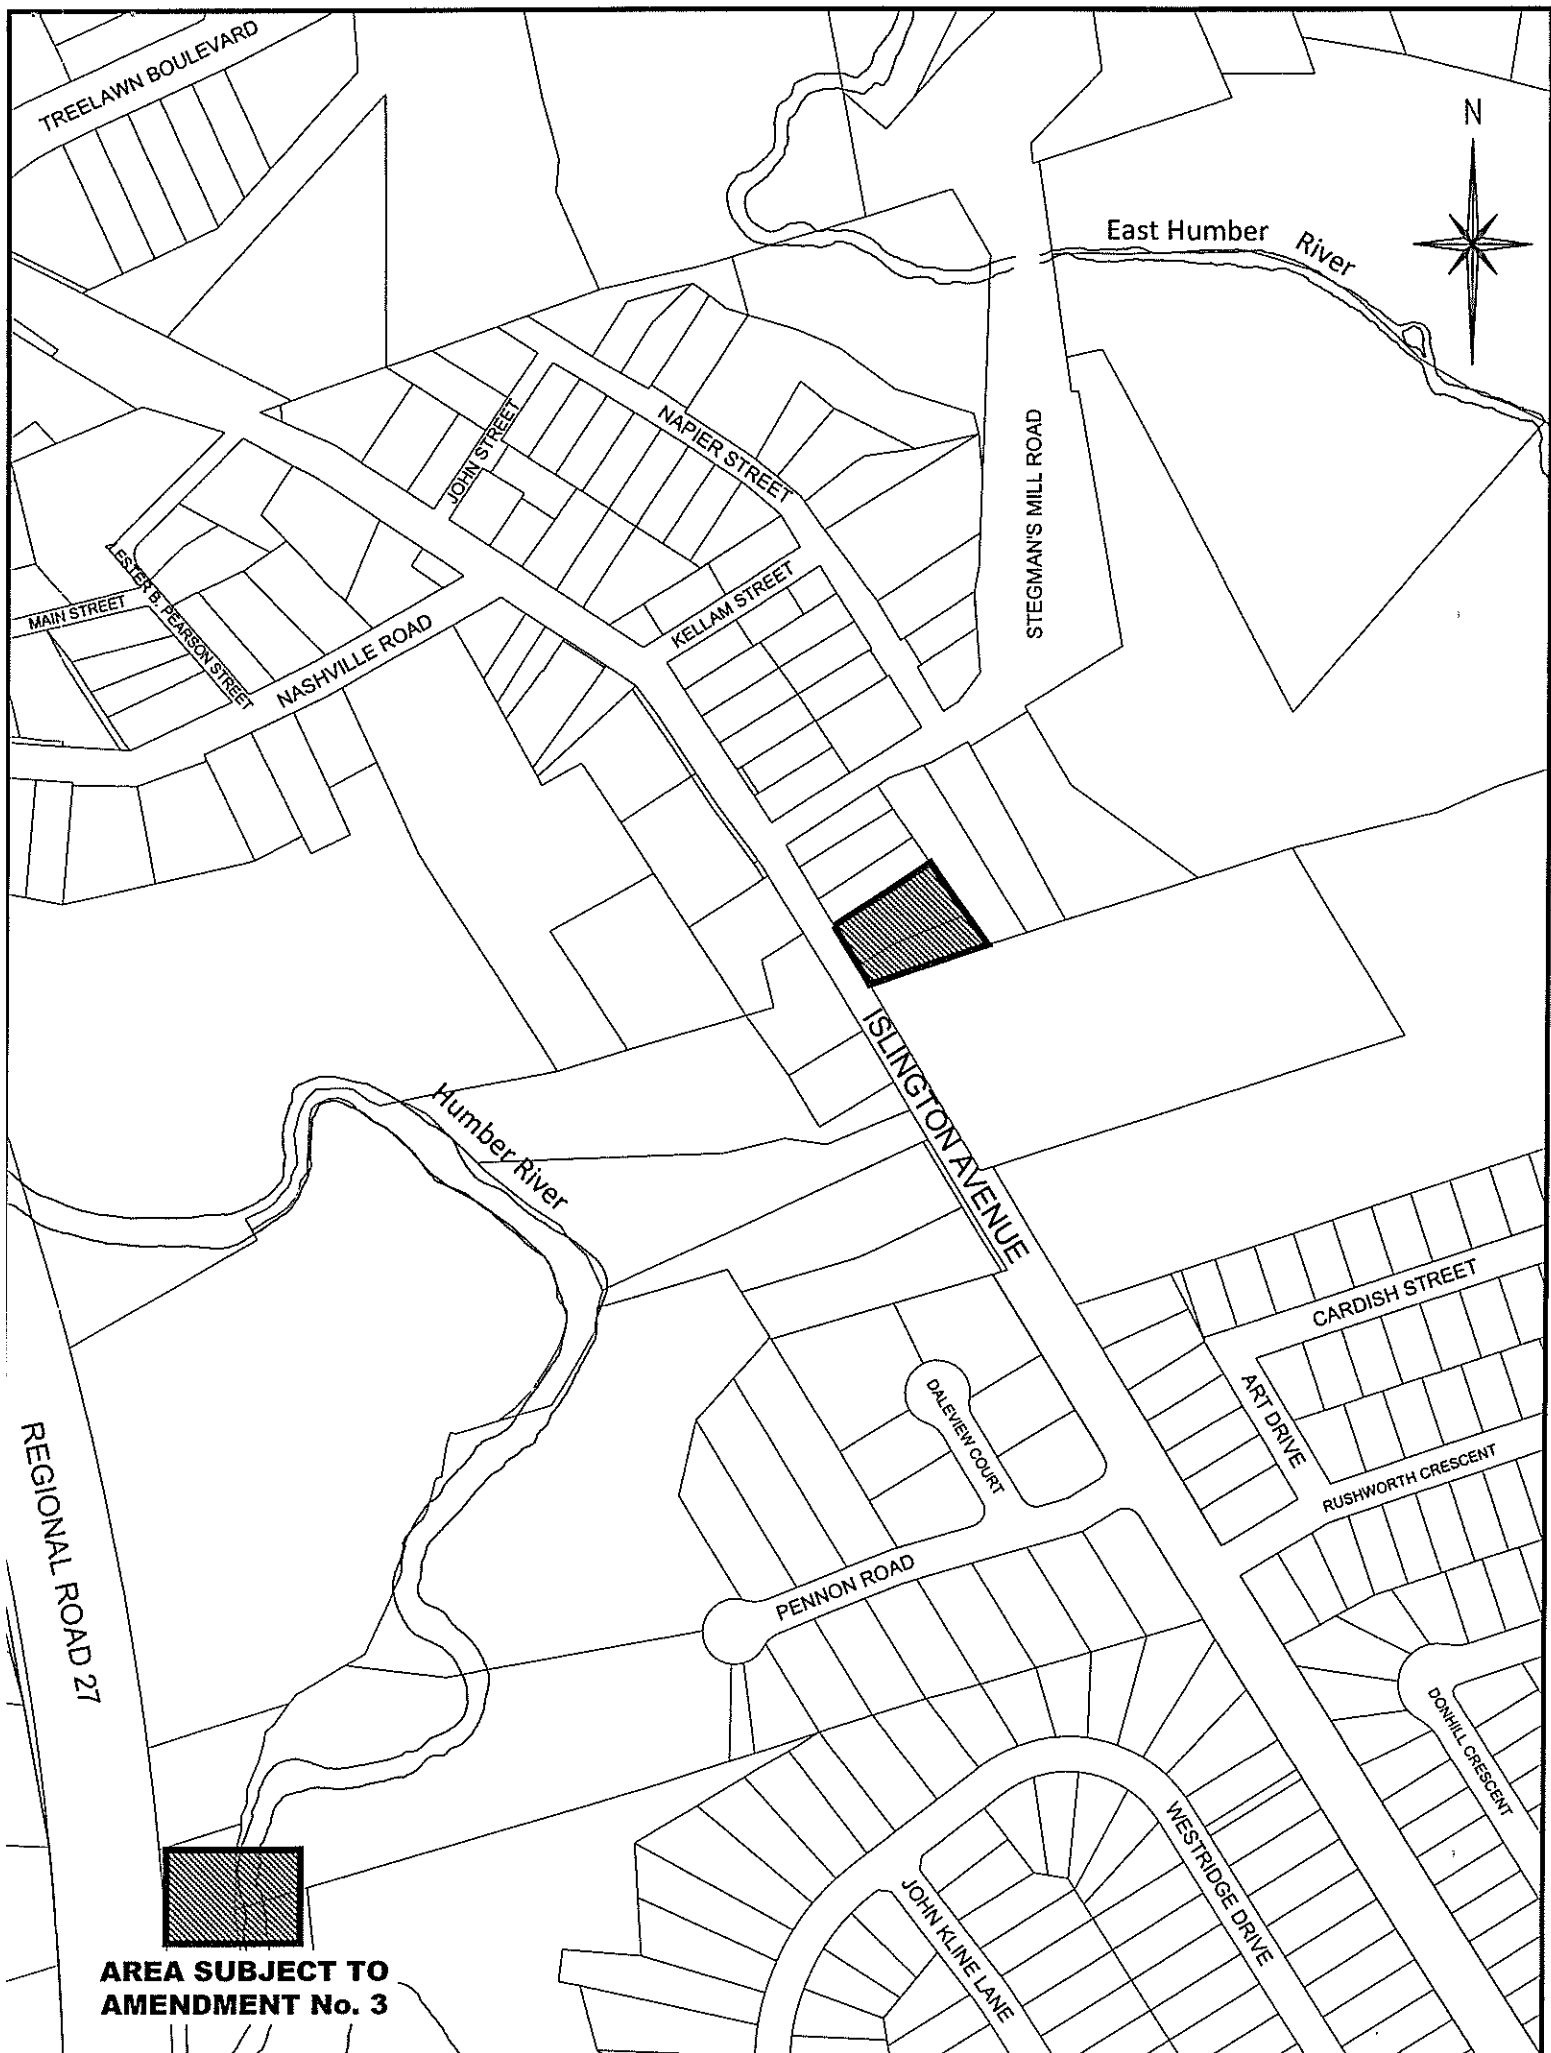 TREELAWN BOULEVARD
N
East Humber River
JOHN STREET
NAPIER STREET
STEGMAN'S MILL ROAD
LESTER B. PEARSON STREET
MAIN STREET
KELLAM STREET
NASHVILLE ROAD
ISLINGTON AVENUE
Humber River
CARDISH STREET
ART DRIVE
DALEVIEW COURT
RUSHWORTH CRESCENT
REGIONAL ROAD 27
PENNON ROAD
DONHILL CRESCENT
WESTRIDGE DRIVE
JOHN KLINE LANE
AREA SUBJECT TO
AMENDMENT No. 3